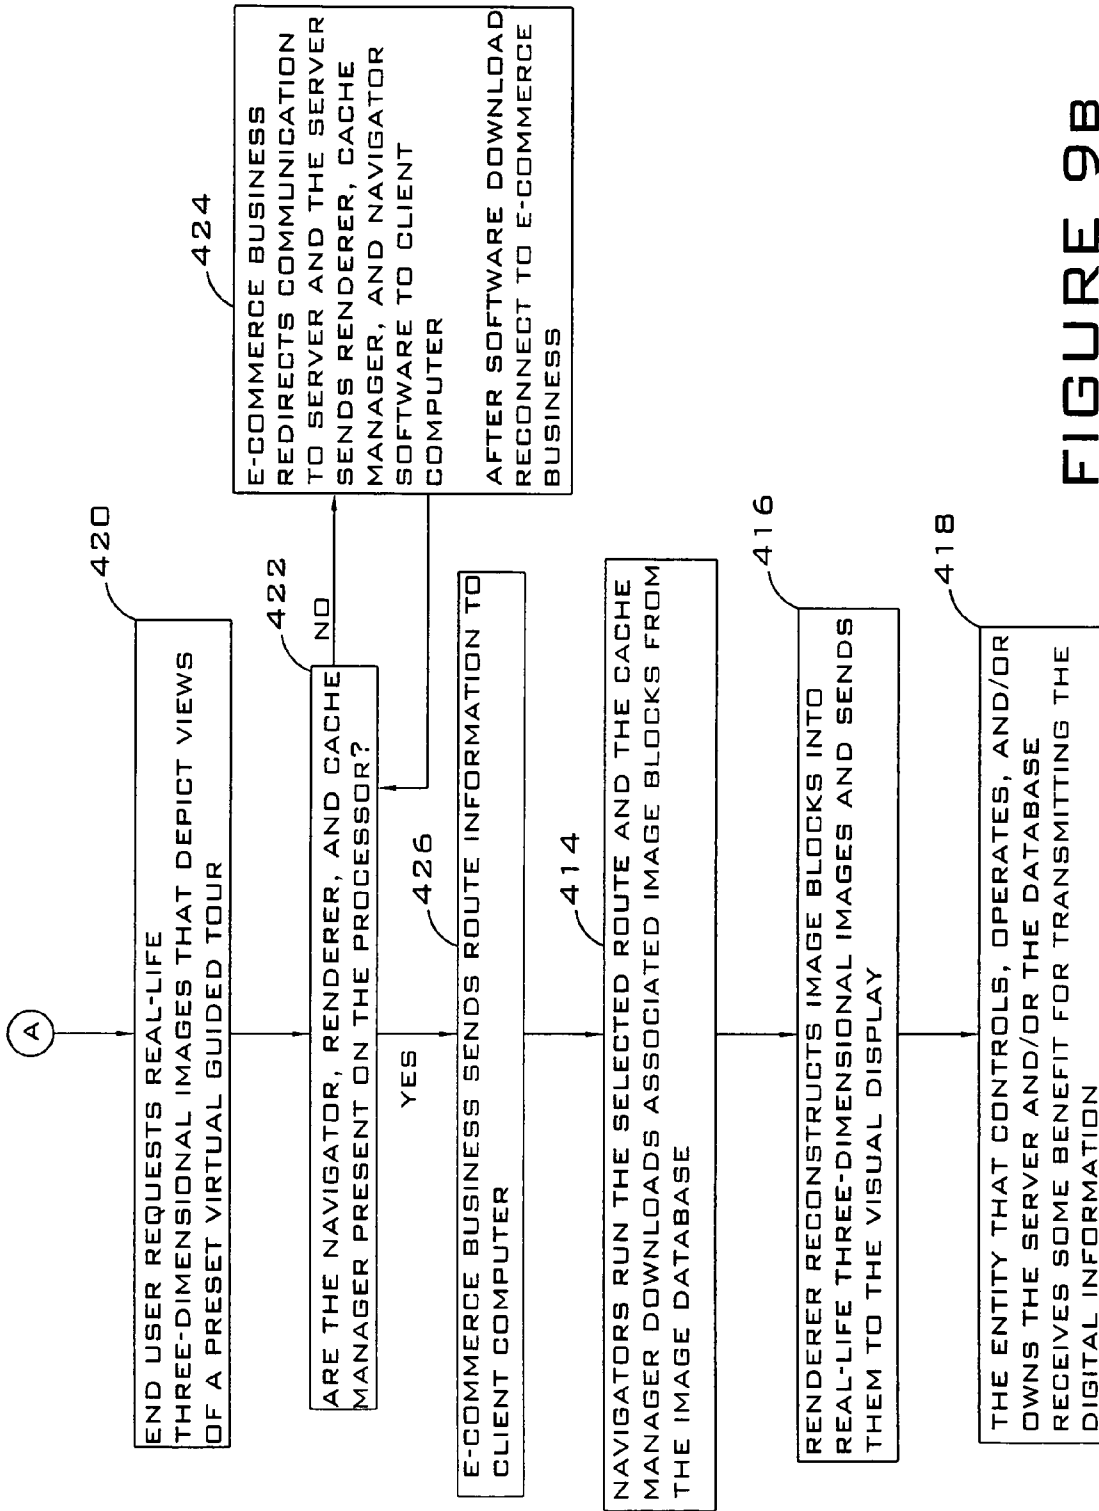 A
420
END USER REQUESTS REAL-LIFE
THREE-DIMENSIONAL IMAGES THAT DEPICT VIEWS
OF A PRESET VIRTUAL GUIDED TOUR
422
ARE THE NAVIGATOR, RENDERER, AND CACHE
MANAGER PRESENT ON THE PROCESSOR?
NO
YES
424
E-COMMERCE BUSINESS
REDIRECTS COMMUNICATION
TO SERVER AND THE SERVER
SENDS RENDERER, CACHE
MANAGER, AND NAVIGATOR
SOFTWARE TO CLIENT
COMPUTER
AFTER SOFTWARE DOWNLOAD
RECONNECT TO E-COMMERCE
BUSINESS
426
E-COMMERCE BUSINESS SENDS ROUTE INFORMATION TO
CLIENT COMPUTER
414
NAVIGATORS RUN THE SELECTED ROUTE AND THE CACHE
MANAGER DOWNLOADS ASSOCIATED IMAGE BLOCKS FROM
THE IMAGE DATABASE
416
RENDERER RECONSTRUCTS IMAGE BLOCKS INTO
REAL-LIFE THREE-DIMENSIONAL IMAGES AND SENDS
THEM TO THE VISUAL DISPLAY
418
THE ENTITY THAT CONTROLS, OPERATES, AND/OR
OWNS THE SERVER AND/OR THE DATABASE
RECEIVES SOME BENEFIT FOR TRANSMITTING THE
DIGITAL INFORMATION
FIGURE 9B